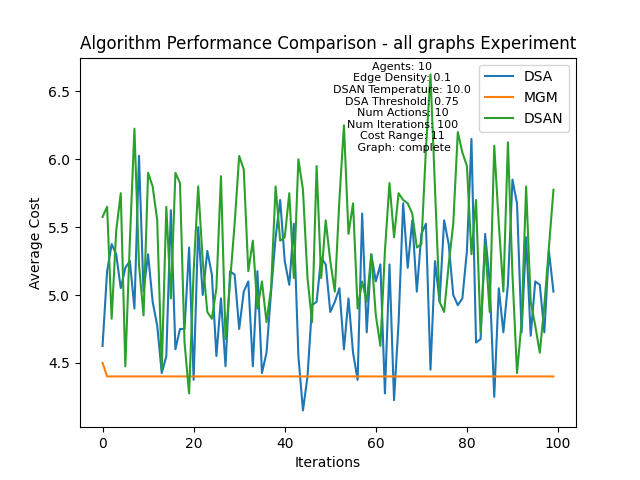 Algorithm Performance Comparison - all graphs Experiment
Agents: 10
Edge Density: 0.1
DSAN Temperature: 10.0
DSA Threshold: 0.75
Num Actions: 10
Num Iterations: 100
Cost Range: 11
Graph: complete
DSA
MGM
DSAN
Average Cost
6.5
6.0
5.5
5.0
4.5
0 20 40 60 80 100
Iterations